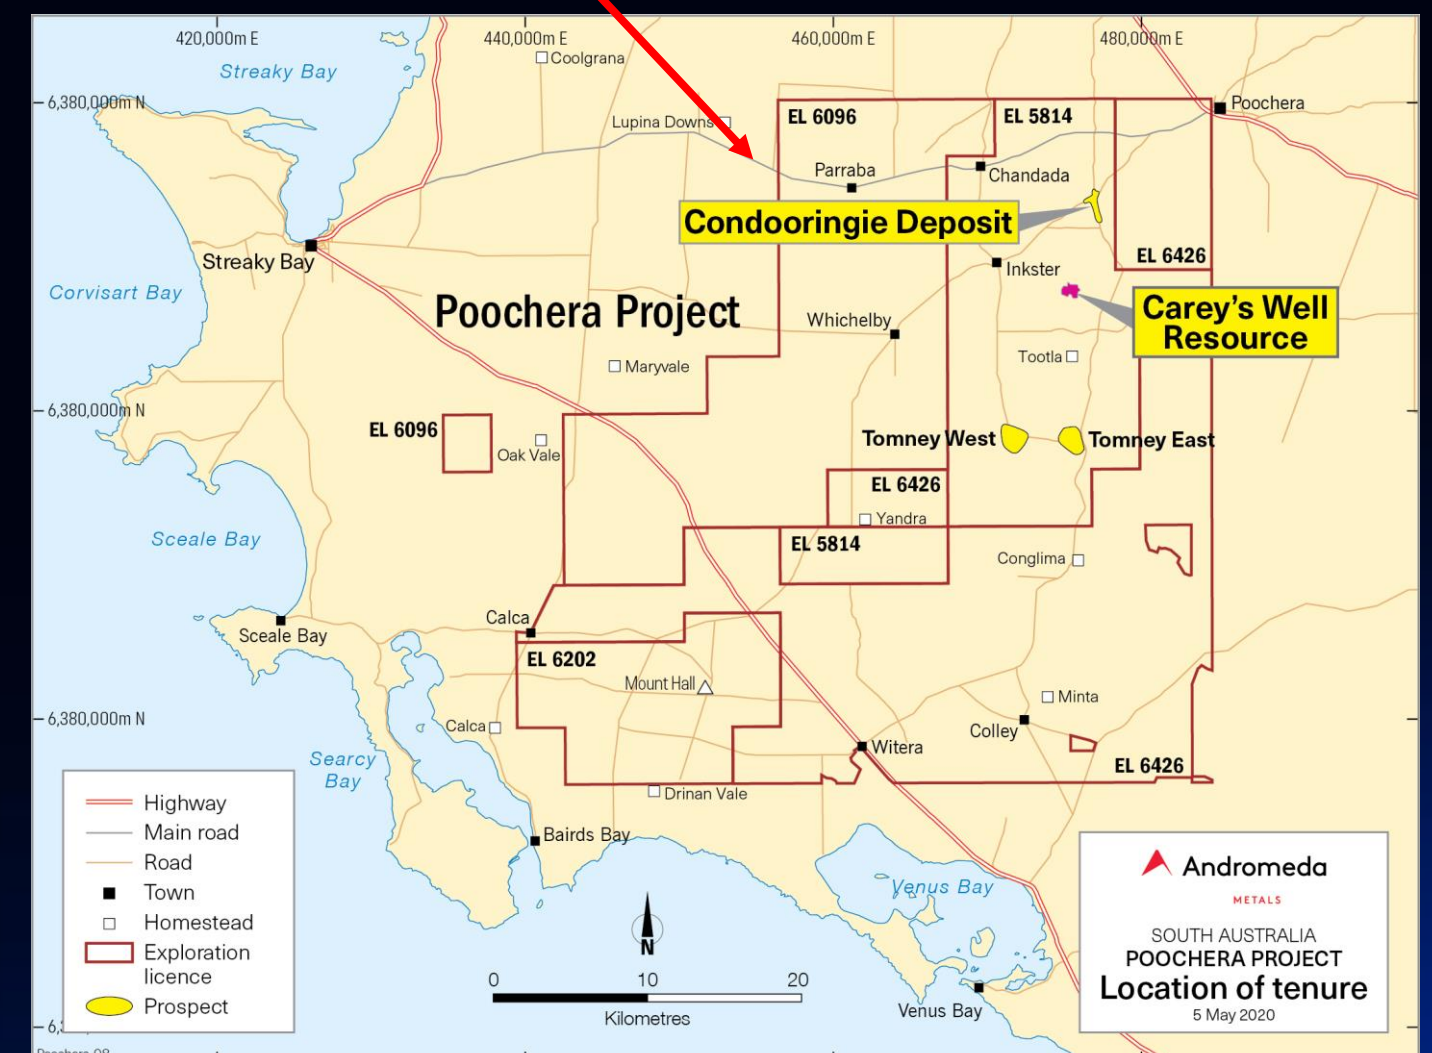 420,000m E
440,000m E
460,000m E
480,000m E
Streaky Bay
Coolgrana
6,380,000m N
Lupina Downs
EL 6096
EL 5814
Poochera
Parraba
Chandada
Condooringie Deposit
Streaky Bay
EL 6426
Inkster
Corvisart Bay
Poochera Project
Whichelby
Carey's Well
Resource
Tootla
Maryvale
6,380,000m N
EL 6096
Oak Vale
Tomney West
Tomney East
EL 6426
Yandra
Sceale Bay
EL 5814
Conglima
Calca
Sceale Bay
EL 6202
Mount Hall
Minta
6,380,000m N
Calca
Colley
Witera
Searcy
Bay
EL 6426
Drinan Vale
Highway
Main road
Road
Town
Homestead
Exploration
licence
Prospect
Bairds Bay
Venus Bay
N
0 10 20
Kilometres
Venus Bay
Andromeda
METALS
SOUTH AUSTRALIA
POOCHERA PROJECT
Location of tenure
5 May 2020